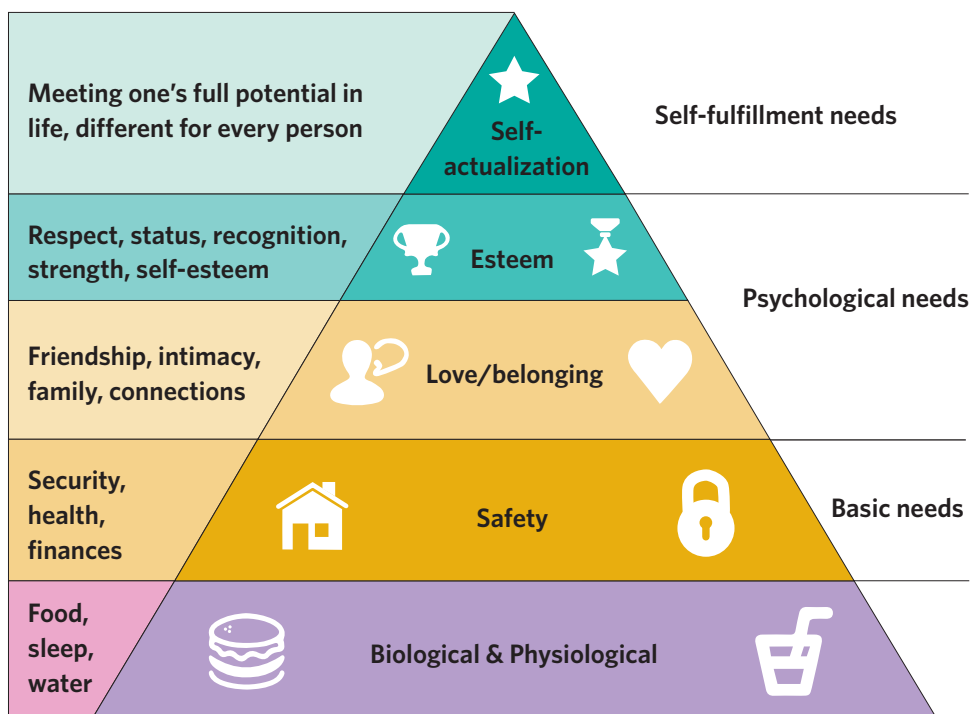 Meeting one’s full potential in
life, different for every person
Self-
actualization
Self-fulfillment needs
Respect, status, recognition,
strength, self-esteem
Esteem
Psychological needs
Friendship, intimacy,
family, connections
Love/belonging
Security,
health,
finances
Safety
Basic needs
Food,
sleep,
water
Biological & Physiological